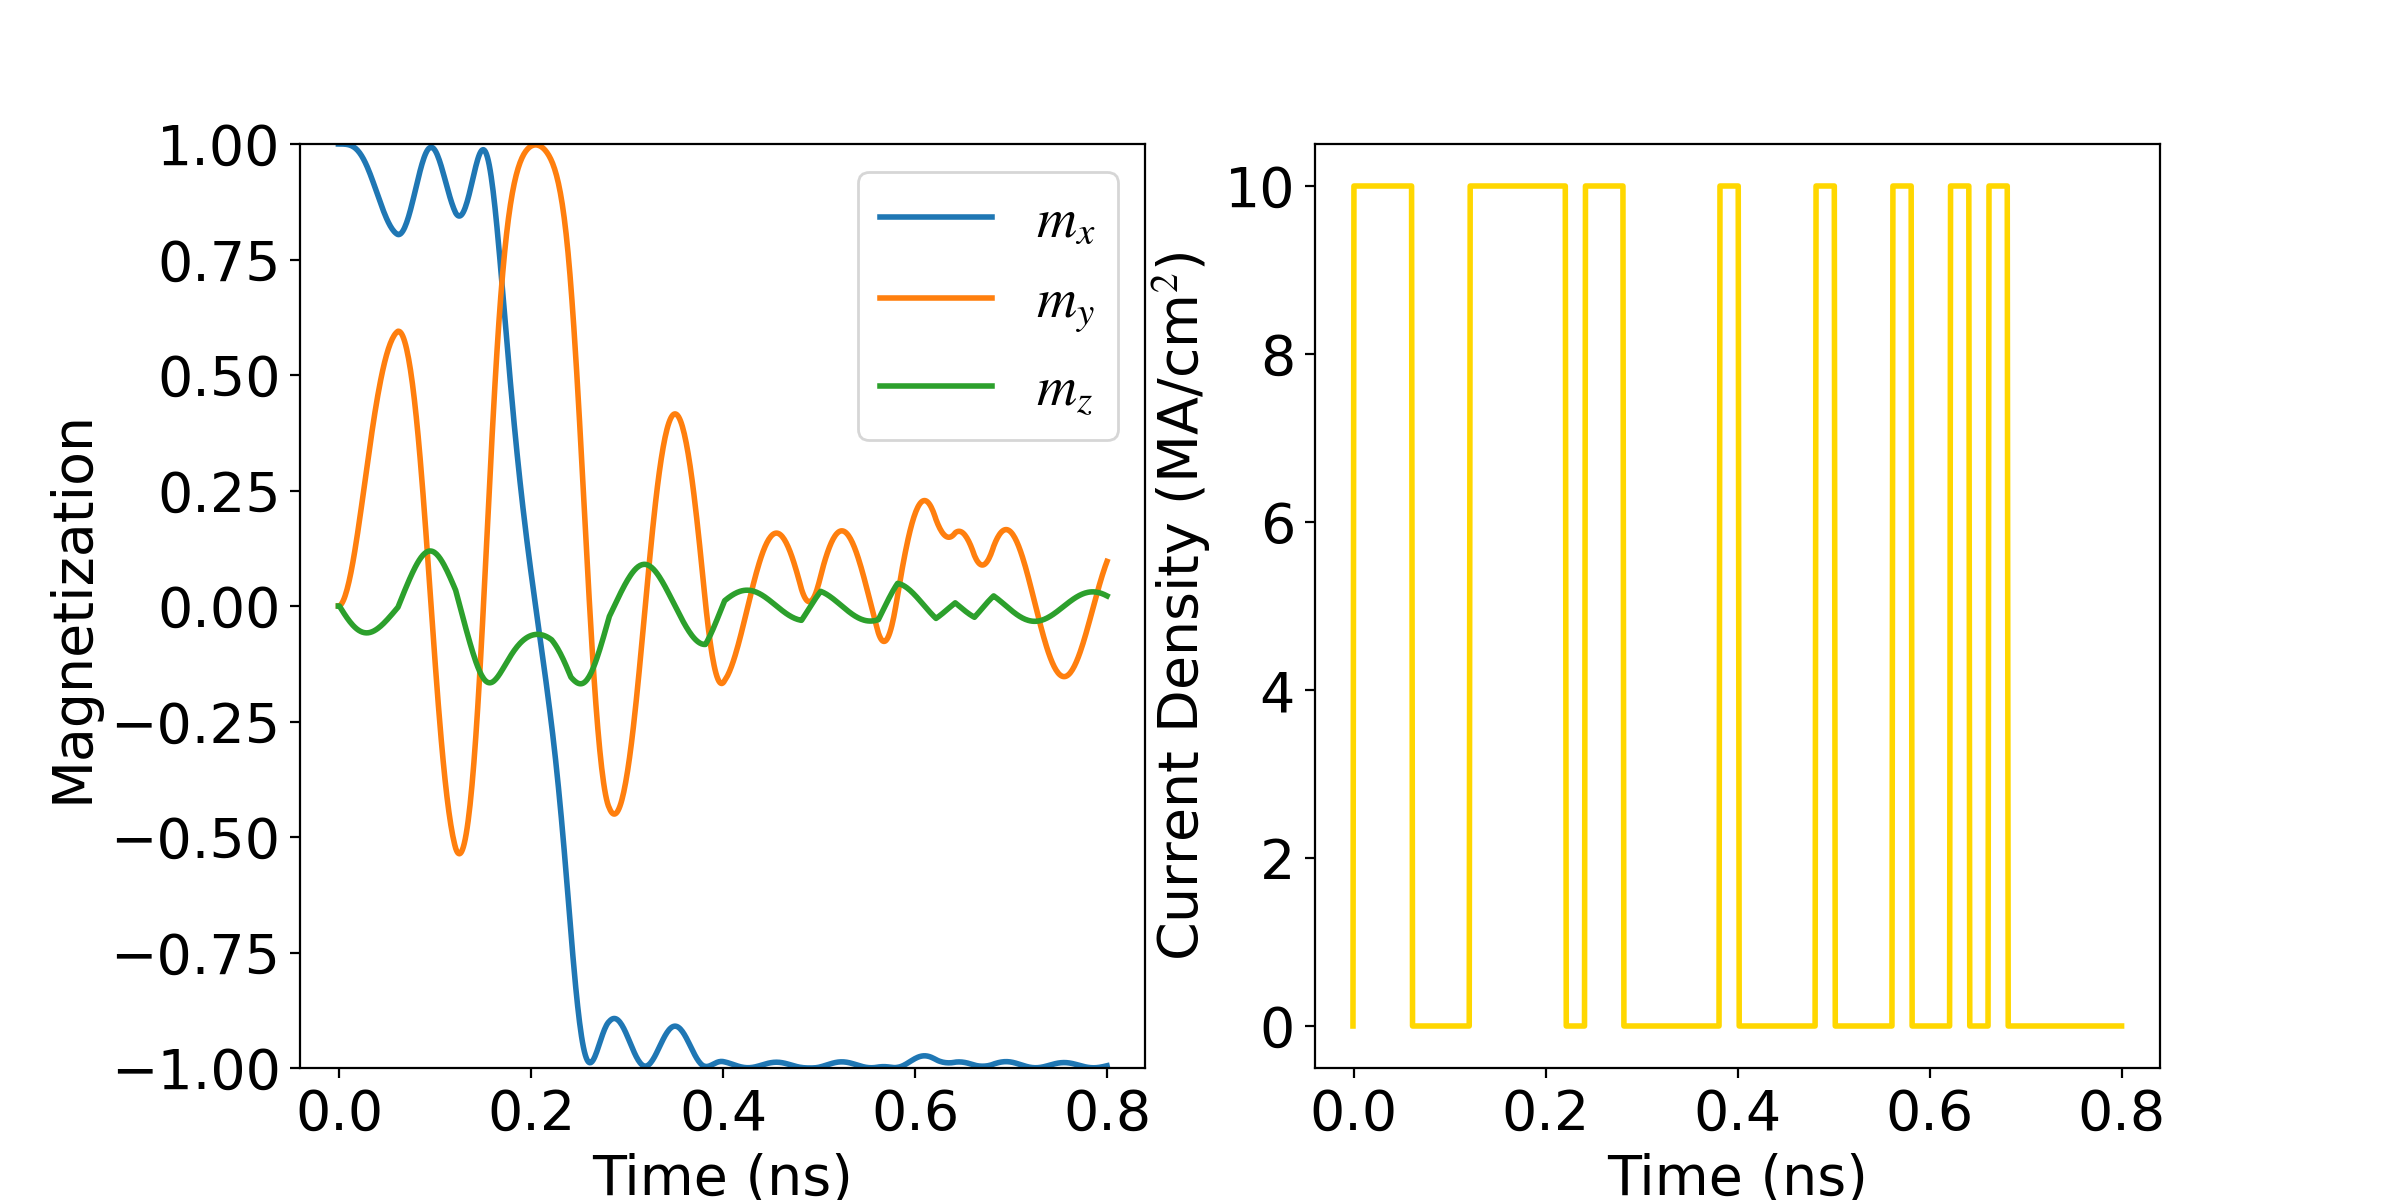 Magnetization
1.00
0.75
0.50
0.25
0.00
−0.25
−0.50
−0.75
−1.00
0.0 0.2 0.4 0.6 0.8
Time (ns)
m_x
m_y
m_z
Current Density (MA/cm²)
10
8
6
4
2
0
0.0 0.2 0.4 0.6 0.8
Time (ns)